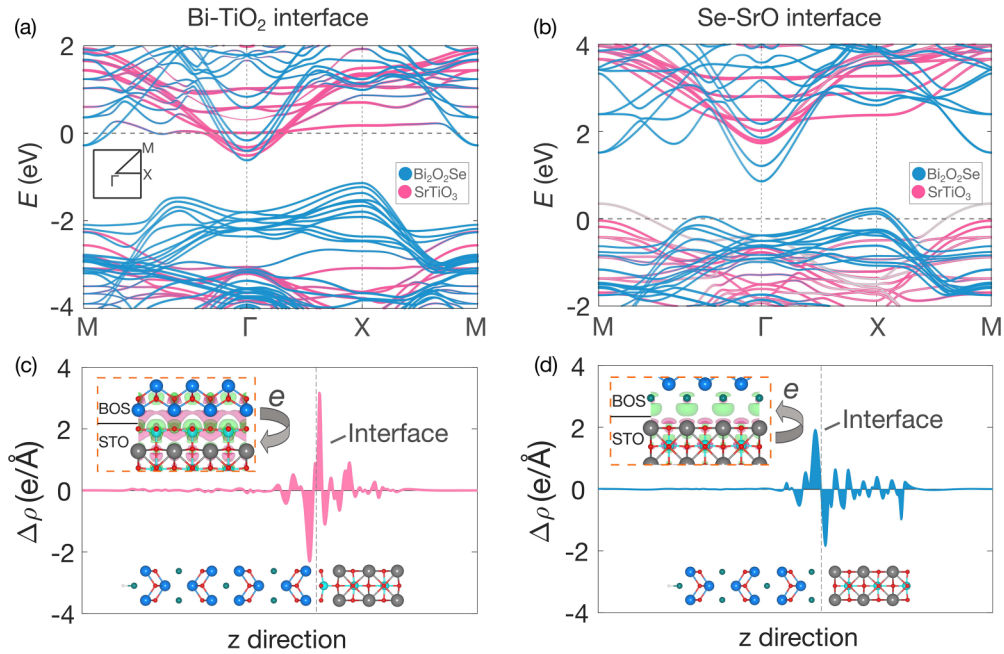 Bi-TiO₂ interface
Se-SrO interface
(a)
2
0
-2
-4
E (eV)
M
Γ
X
Bi₂O₂Se
SrTiO₃
M
Γ
X
M
(b)
4
2
0
-2
E (eV)
Bi₂O₂Se
SrTiO₃
M
Γ
X
M
(c)
4
2
0
-2
-4
Δρ (e/Å)
BOS
STO
e
Interface
z direction
(d)
4
2
0
-2
-4
Δρ (e/Å)
BOS
STO
e
Interface
z direction